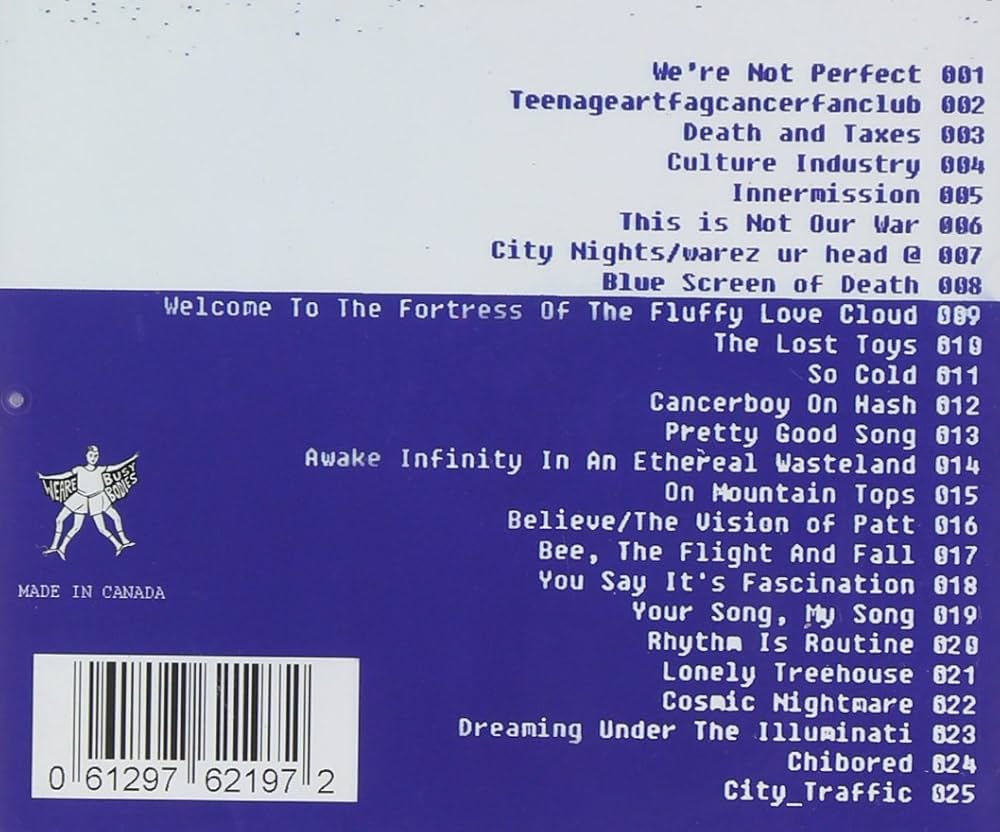 We're Not Perfect 001
Teenageartfagcancerfanclub 002
Death and Taxes 003
Culture Industry 004
Innermission 005
This is Not Our War 006
City Nights/warez ur head @ 007
Blue Screen of Death 008
Welcome To The Fortress Of The Fluffy Love Cloud 009
The Lost Toys 010
So Cold 011
Cancerboy On Hash 012
Pretty Good Song 013
Awake Infinity In An Ethereal Wasteland 014
On Mountain Tops 015
Believe/The Vision of Patt 016
Bee, The Flight And Fall 017
You Say It's Fascination 018
Your Song, My Song 019
Rhythm Is Routine 020
Lonely Treehouse 021
Cosmic Nightmare 022
Dreaming Under The Illuminati 023
Chibored 024
City_Traffic 025
WE ARE BUSY BODIES
MADE IN CANADA
0 61297 62197 2